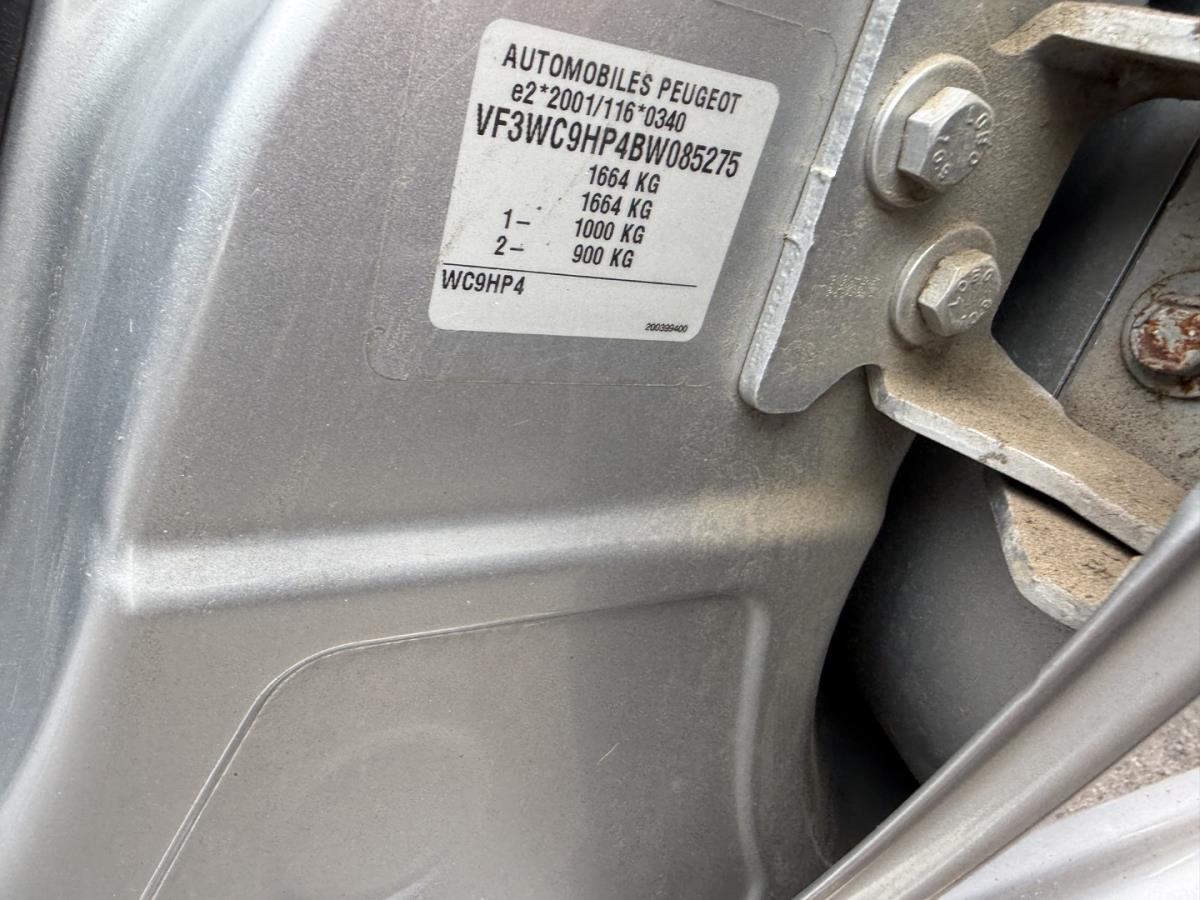 AUTOMOBILES PEUGEOT
e2*2001/116*0340
VF3WC9HP4BW085275
1664 KG
1664 KG
1– 1000 KG
2– 900 KG
WC9HP4
200399400